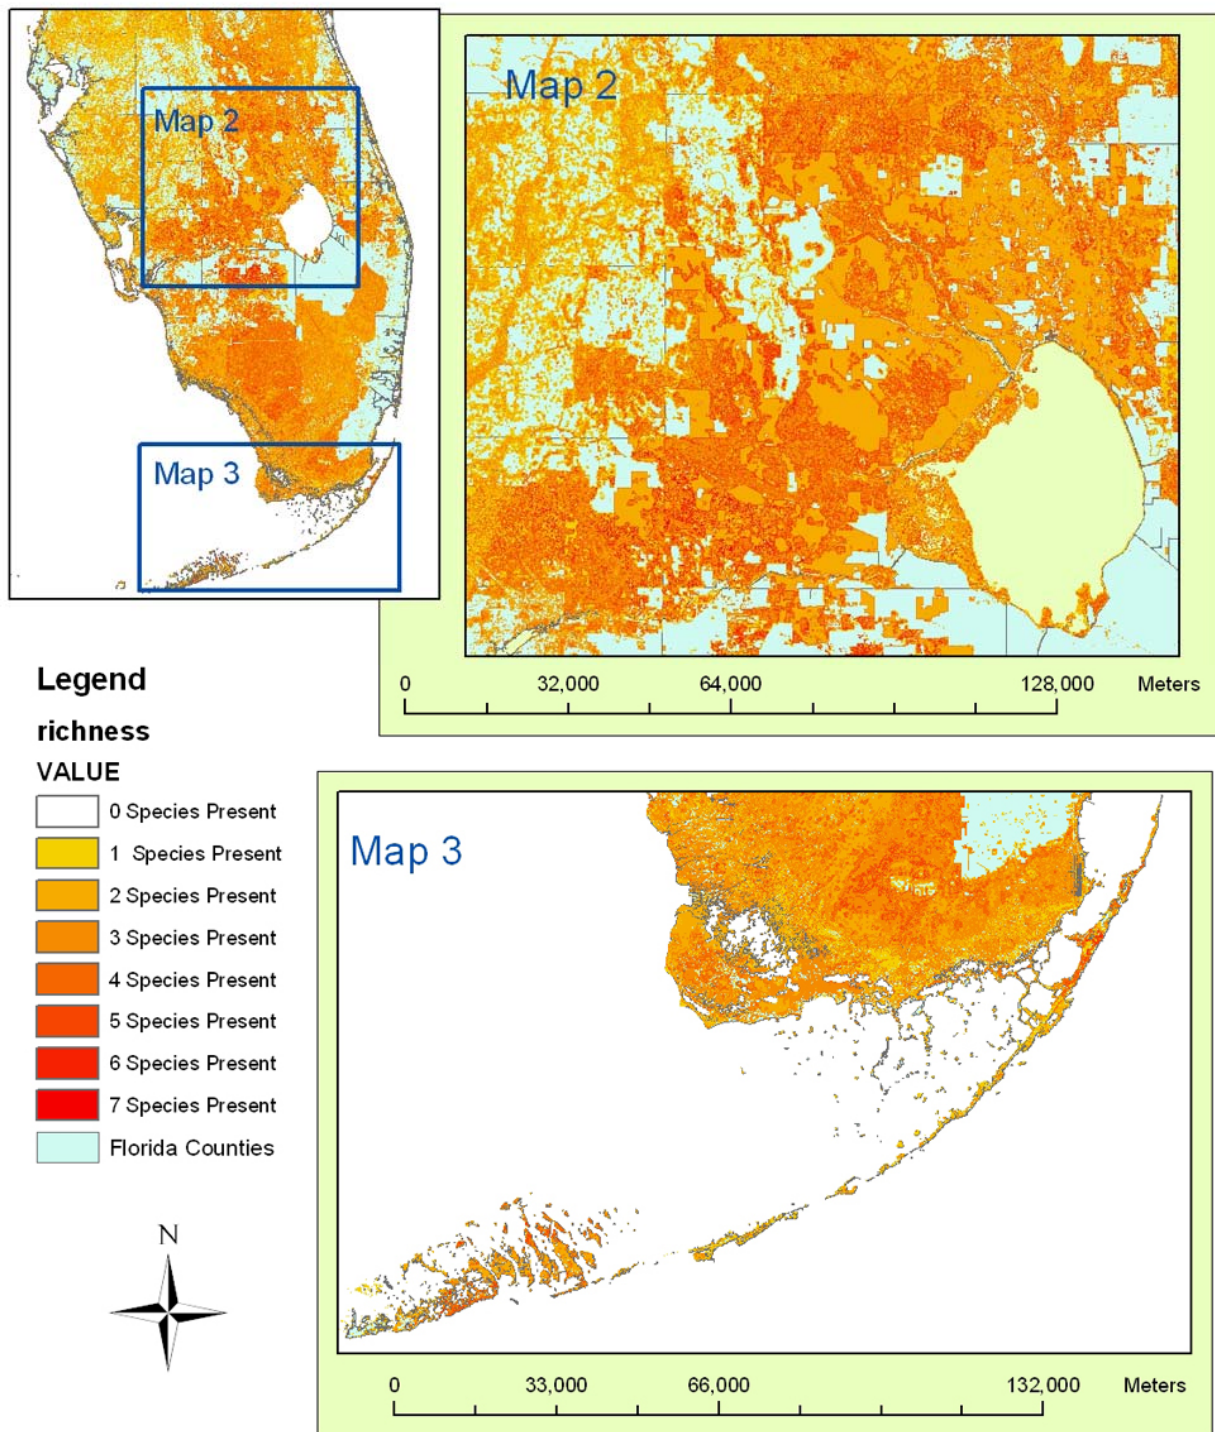 Map 2
Map 3
Map 2
0 32,000 64,000 128,000 Meters
Legend
richness
VALUE
0 Species Present
1 Species Present
2 Species Present
3 Species Present
4 Species Present
5 Species Present
6 Species Present
7 Species Present
Florida Counties
N
Map 3
0 33,000 66,000 132,000 Meters